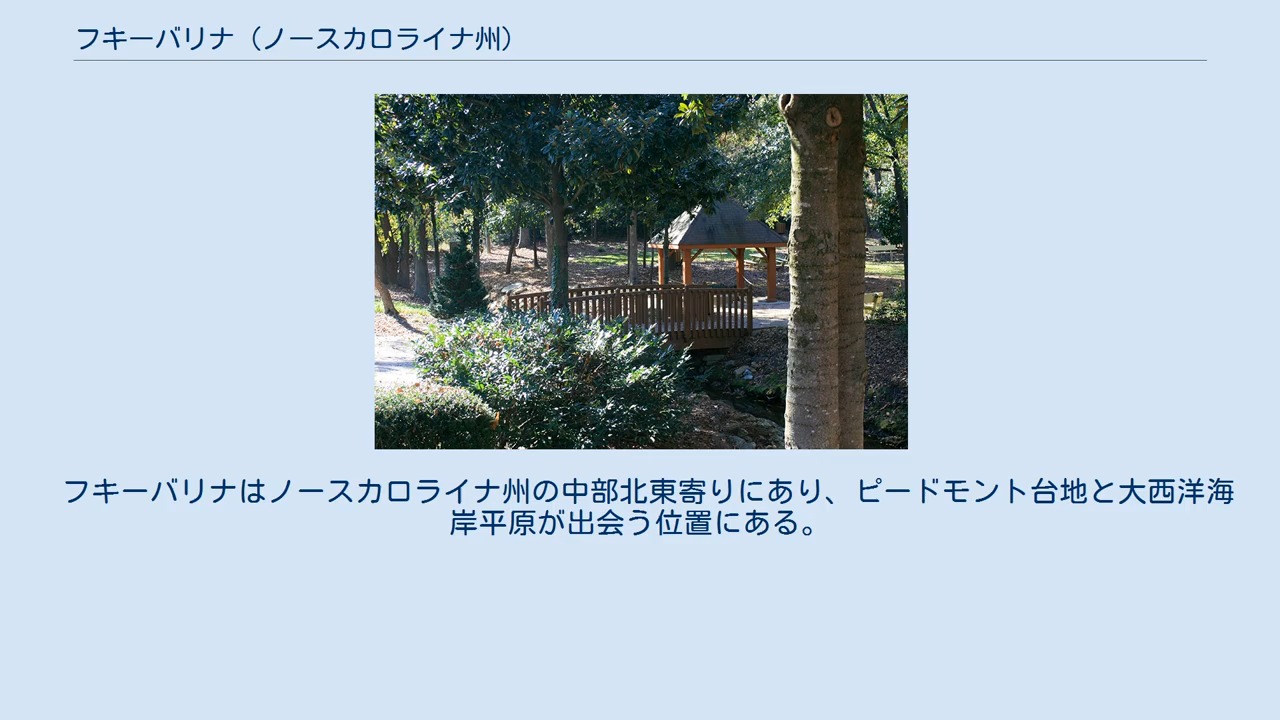 フキーバリナ（ノースカロライナ州）
フキーバリナはノースカロライナ州の中部北東寄りにあり、ピードモント台地と大西洋海
岸平原が出会う位置にある。